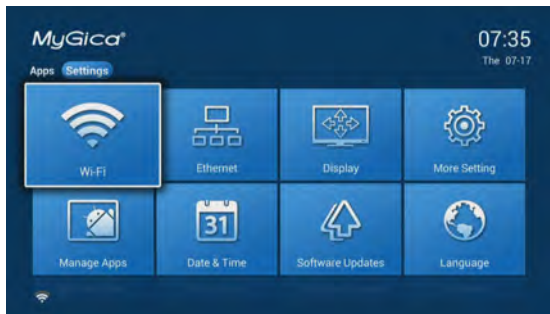 MyGica®
07:35
The 07-17
Apps Settings
Wi-Fi
Ethernet
Display
More Setting
31
Manage Apps
Date & Time
Software Updates
Language